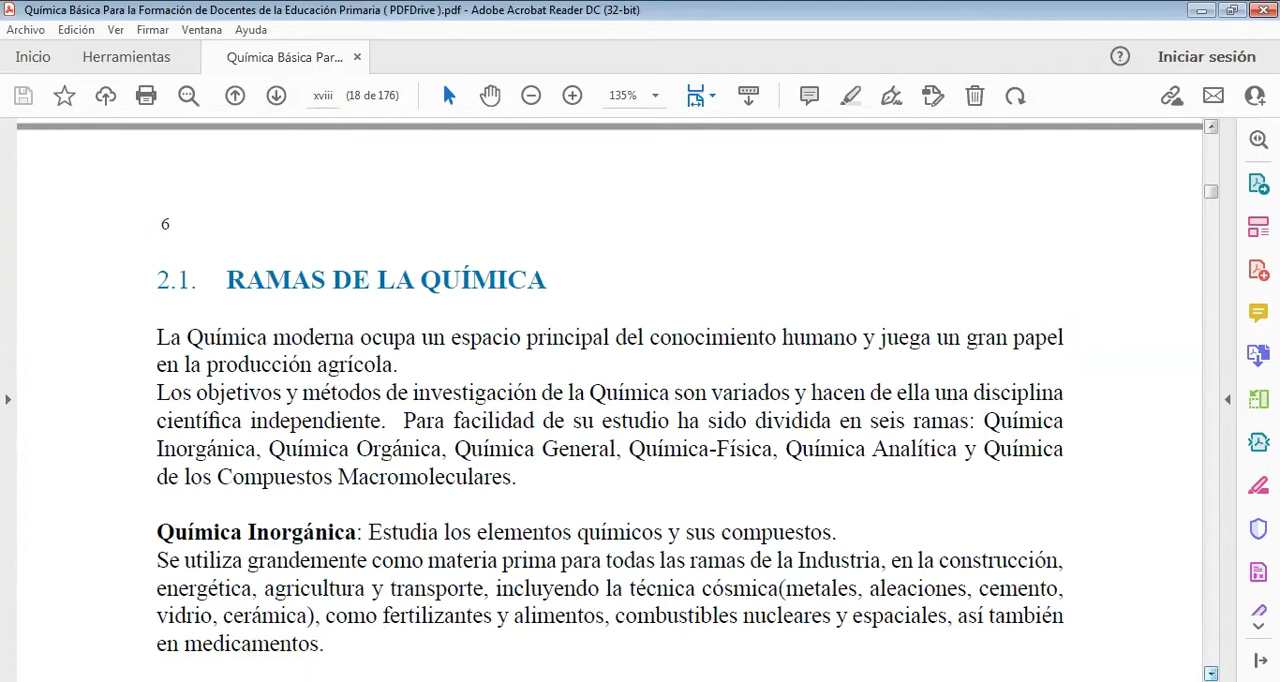 Química Básica Para la Formación de Docentes de la Educación Primaria ( PDFDrive ).pdf - Adobe Acrobat Reader DC (32-bit)
Archivo Edición Ver Firmar Ventana Ayuda
Inicio Herramientas Química Básica Par... × Iniciar sesión
xviii (18 de 176) 135%
6
2.1. RAMAS DE LA QUÍMICA
La Química moderna ocupa un espacio principal del conocimiento humano y juega un gran papel
en la producción agrícola.
Los objetivos y métodos de investigación de la Química son variados y hacen de ella una disciplina
científica independiente. Para facilidad de su estudio ha sido dividida en seis ramas: Química
Inorgánica, Química Orgánica, Química General, Química-Física, Química Analítica y Química
de los Compuestos Macromoleculares.
Química Inorgánica: Estudia los elementos químicos y sus compuestos.
Se utiliza grandemente como materia prima para todas las ramas de la Industria, en la construcción,
energética, agricultura y transporte, incluyendo la técnica cósmica(metales, aleaciones, cemento,
vidrio, cerámica), como fertilizantes y alimentos, combustibles nucleares y espaciales, así también
en medicamentos.